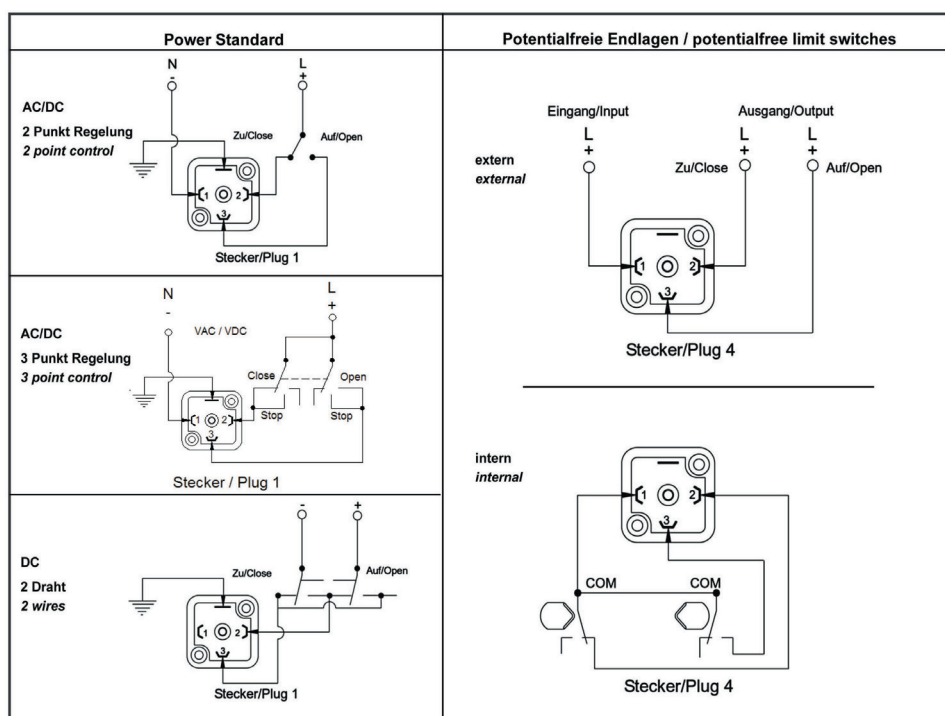 Power Standard
N
-
L
+
AC/DC
2 Punkt Regelung
2 point control
Zu/Close
Auf/Open
1
2
3
Stecker/Plug 1
N
-
L
+
VAC / VDC
AC/DC
3 Punkt Regelung
3 point control
Close
Open
Stop
Stop
1
2
3
Stecker / Plug 1
-
+
DC
2 Draht
2 wires
Zu/Close
Auf/Open
1
2
3
Stecker/Plug 1
Potentialfreie Endlagen / potentialfree limit switches
Eingang/Input
Ausgang/Output
L
+
L
+
L
+
extern
external
Zu/Close
Auf/Open
1
2
3
Stecker/Plug 4
intern
internal
1
2
3
COM
COM
Stecker/Plug 4